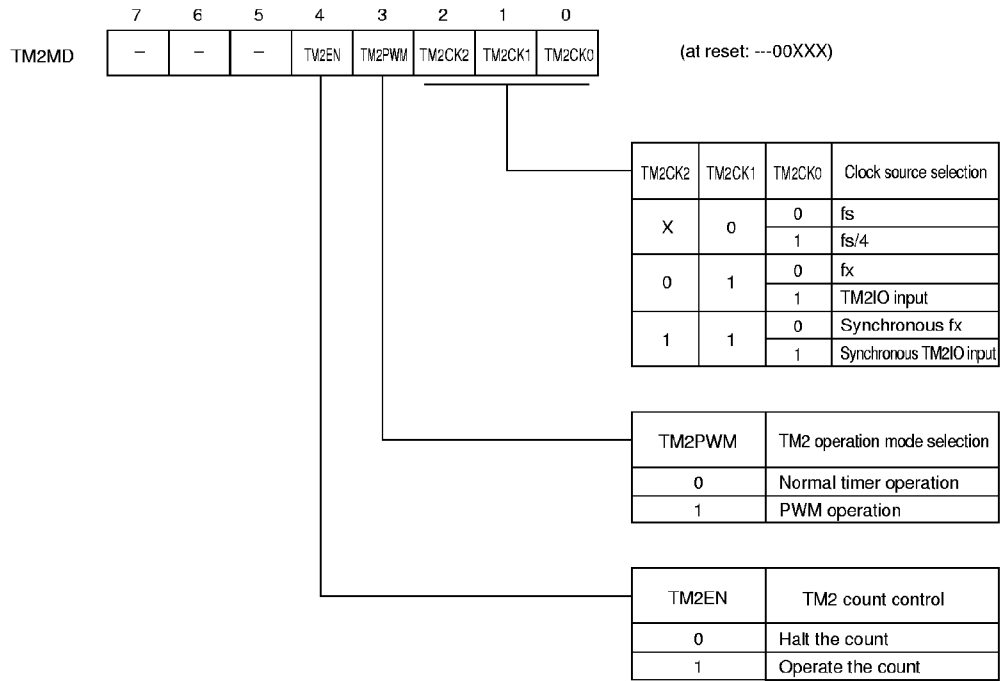 7 6 5 4 3 2 1 0
TM2MD – – – TM2EN TM2PWM TM2CK2 TM2CK1 TM2CK0 (at reset: ---00XXX)
TM2CK2 TM2CK1 TM2CK0 Clock source selection
X 0 0 fs
1 fs/4
0 1 0 fx
1 TM2IO input
1 1 0 Synchronous fx
1 Synchronous TM2IO input
TM2PWM TM2 operation mode selection
0 Normal timer operation
1 PWM operation
TM2EN TM2 count control
0 Halt the count
1 Operate the count